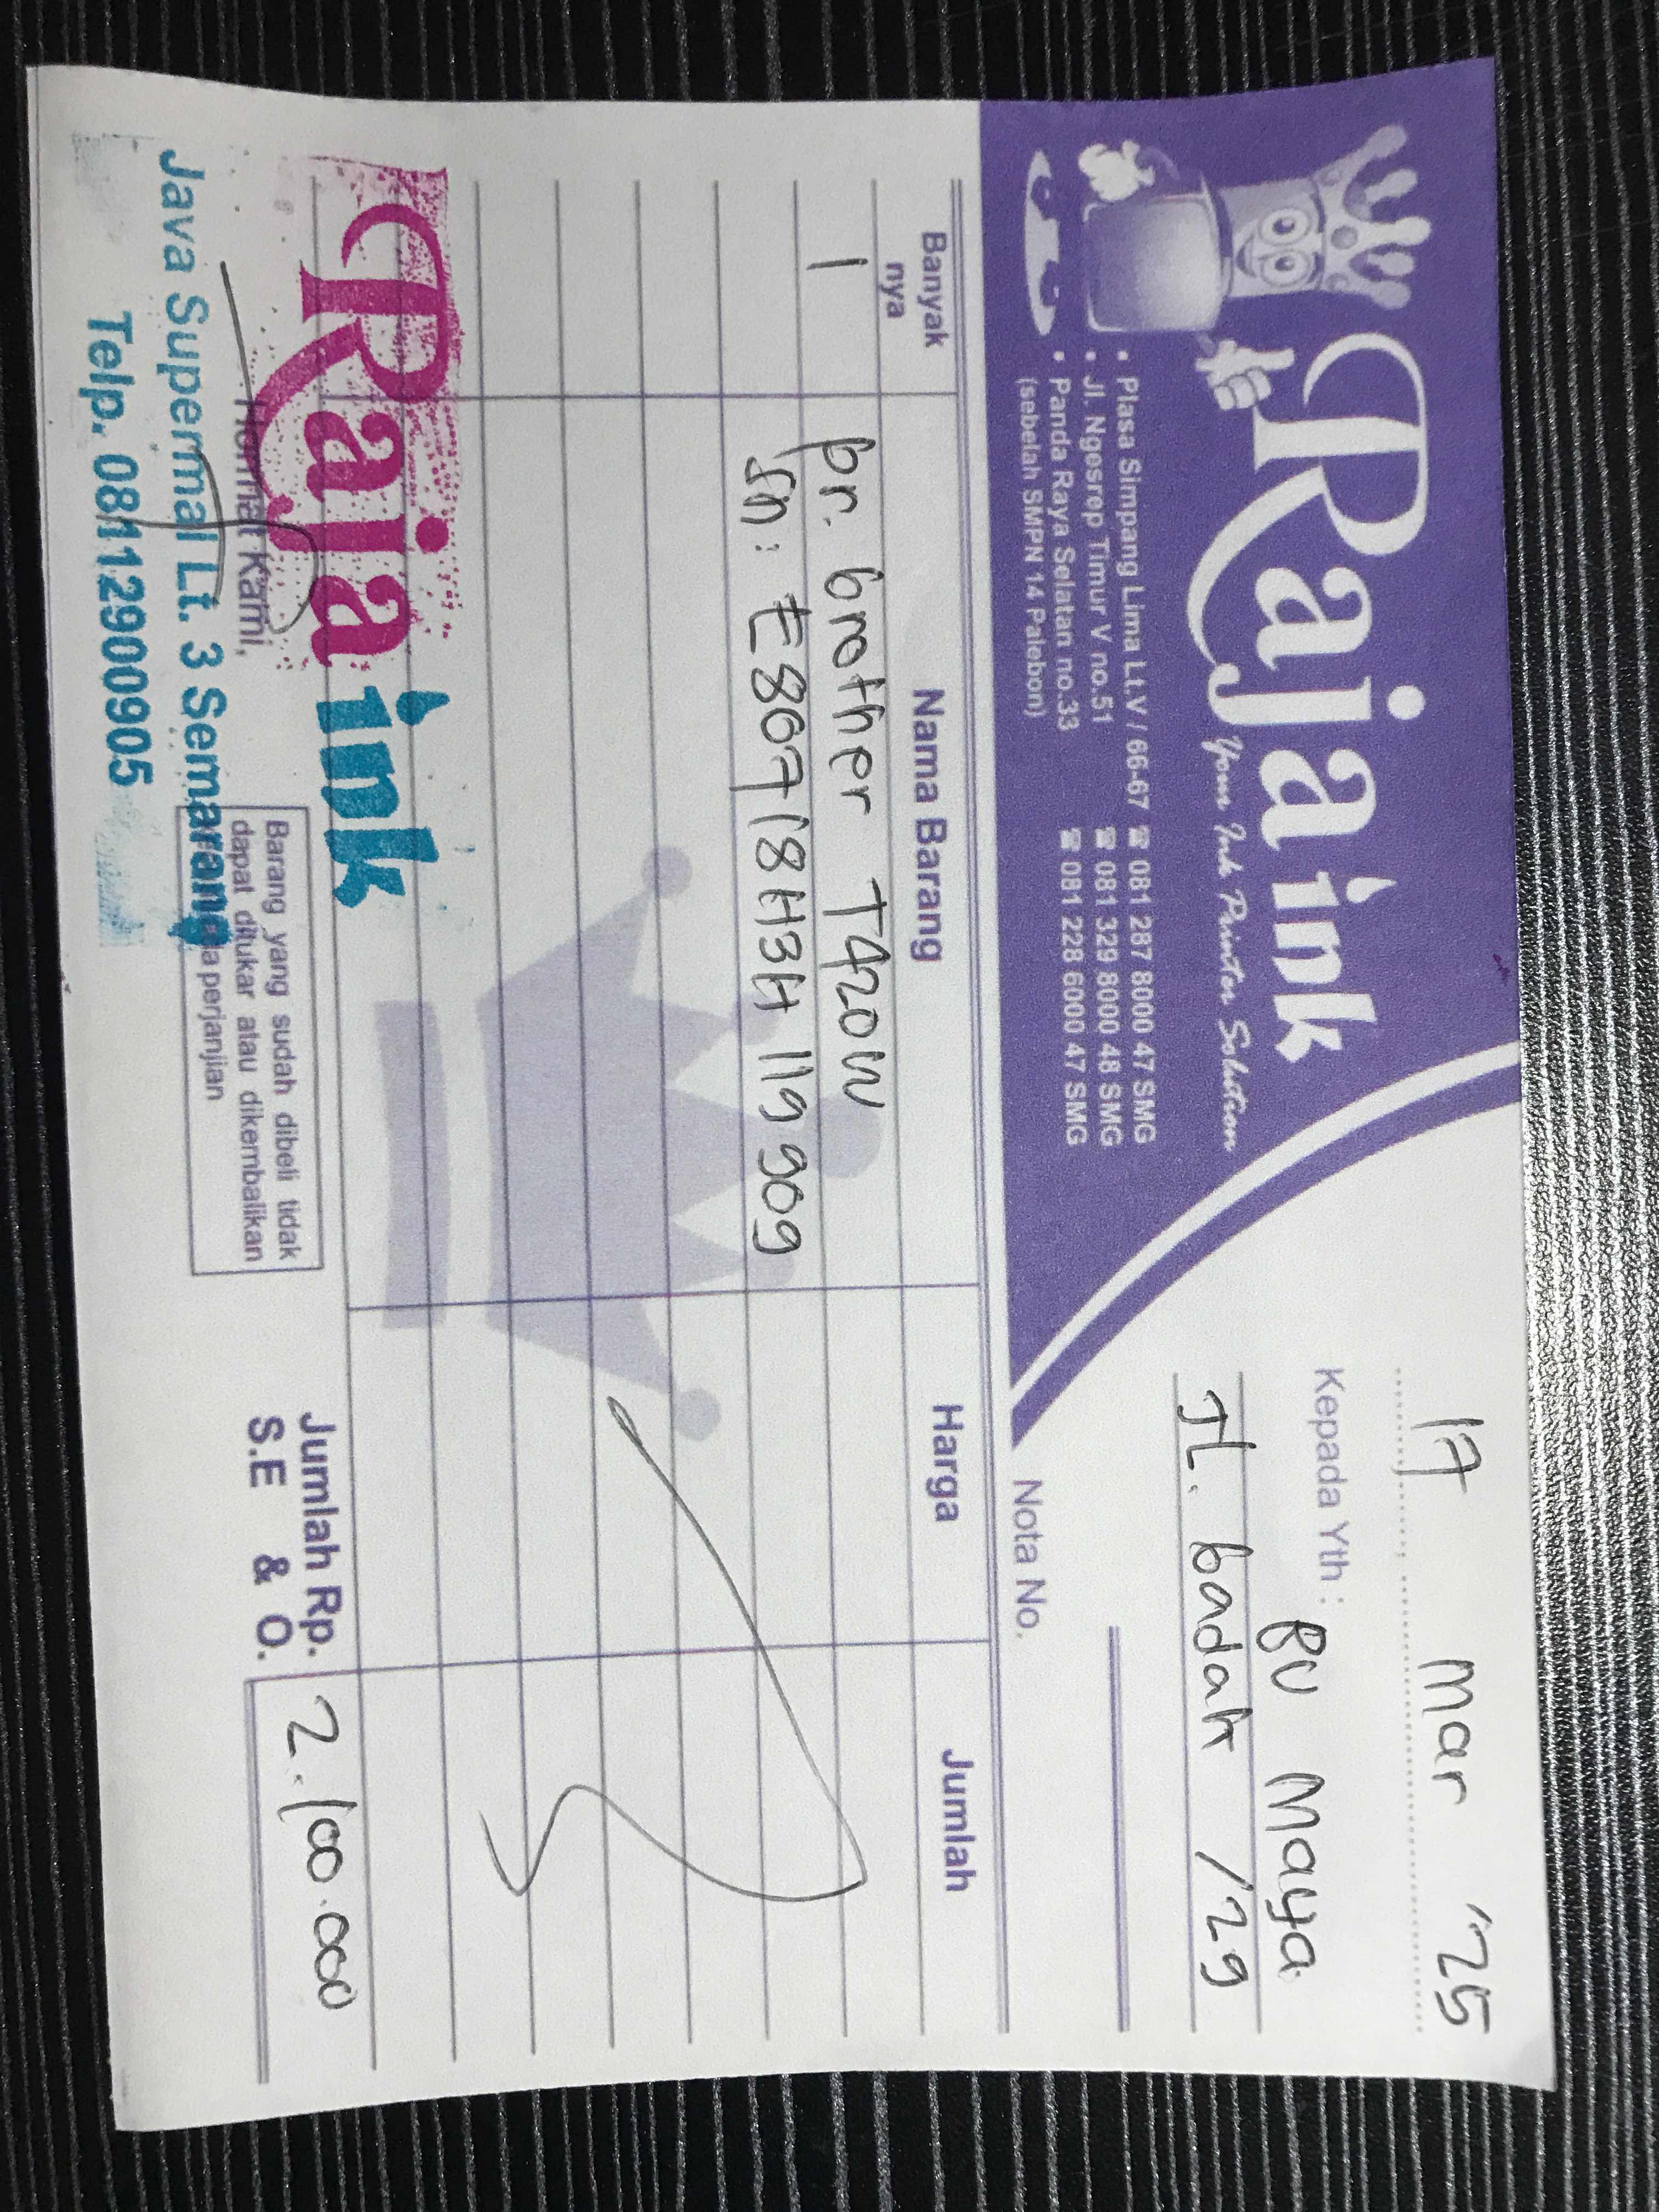 Raja ink
Your Ink Printer Solution
• Plasa Simpang Lima Lt.V / 66-67 ☎ 081 287 8000 47 SMG
• Jl. Ngesrep Timur V no.51 ☎ 081 329 8000 48 SMG
• Panda Raya Selatan no.33 ☎ 081 228 6000 47 SMG
(sebelah SMPN 14 Palebon)
17 Mar '25
Kepada Yth :
BU Maya
JL. badak /29
Nota No.
Banyak nya Nama Barang Harga Jumlah
1 pr. brother T420W
sn : E80718H3H119909
Raja ink
Hormat Kami,
Java Supermal Lt. 3 Semarang
Telp. 08112900905
Barang yang sudah dibeli tidak
dapat ditukar atau dikembalikan
perjanjian
Jumlah Rp. 2.100.000
S.E & O.